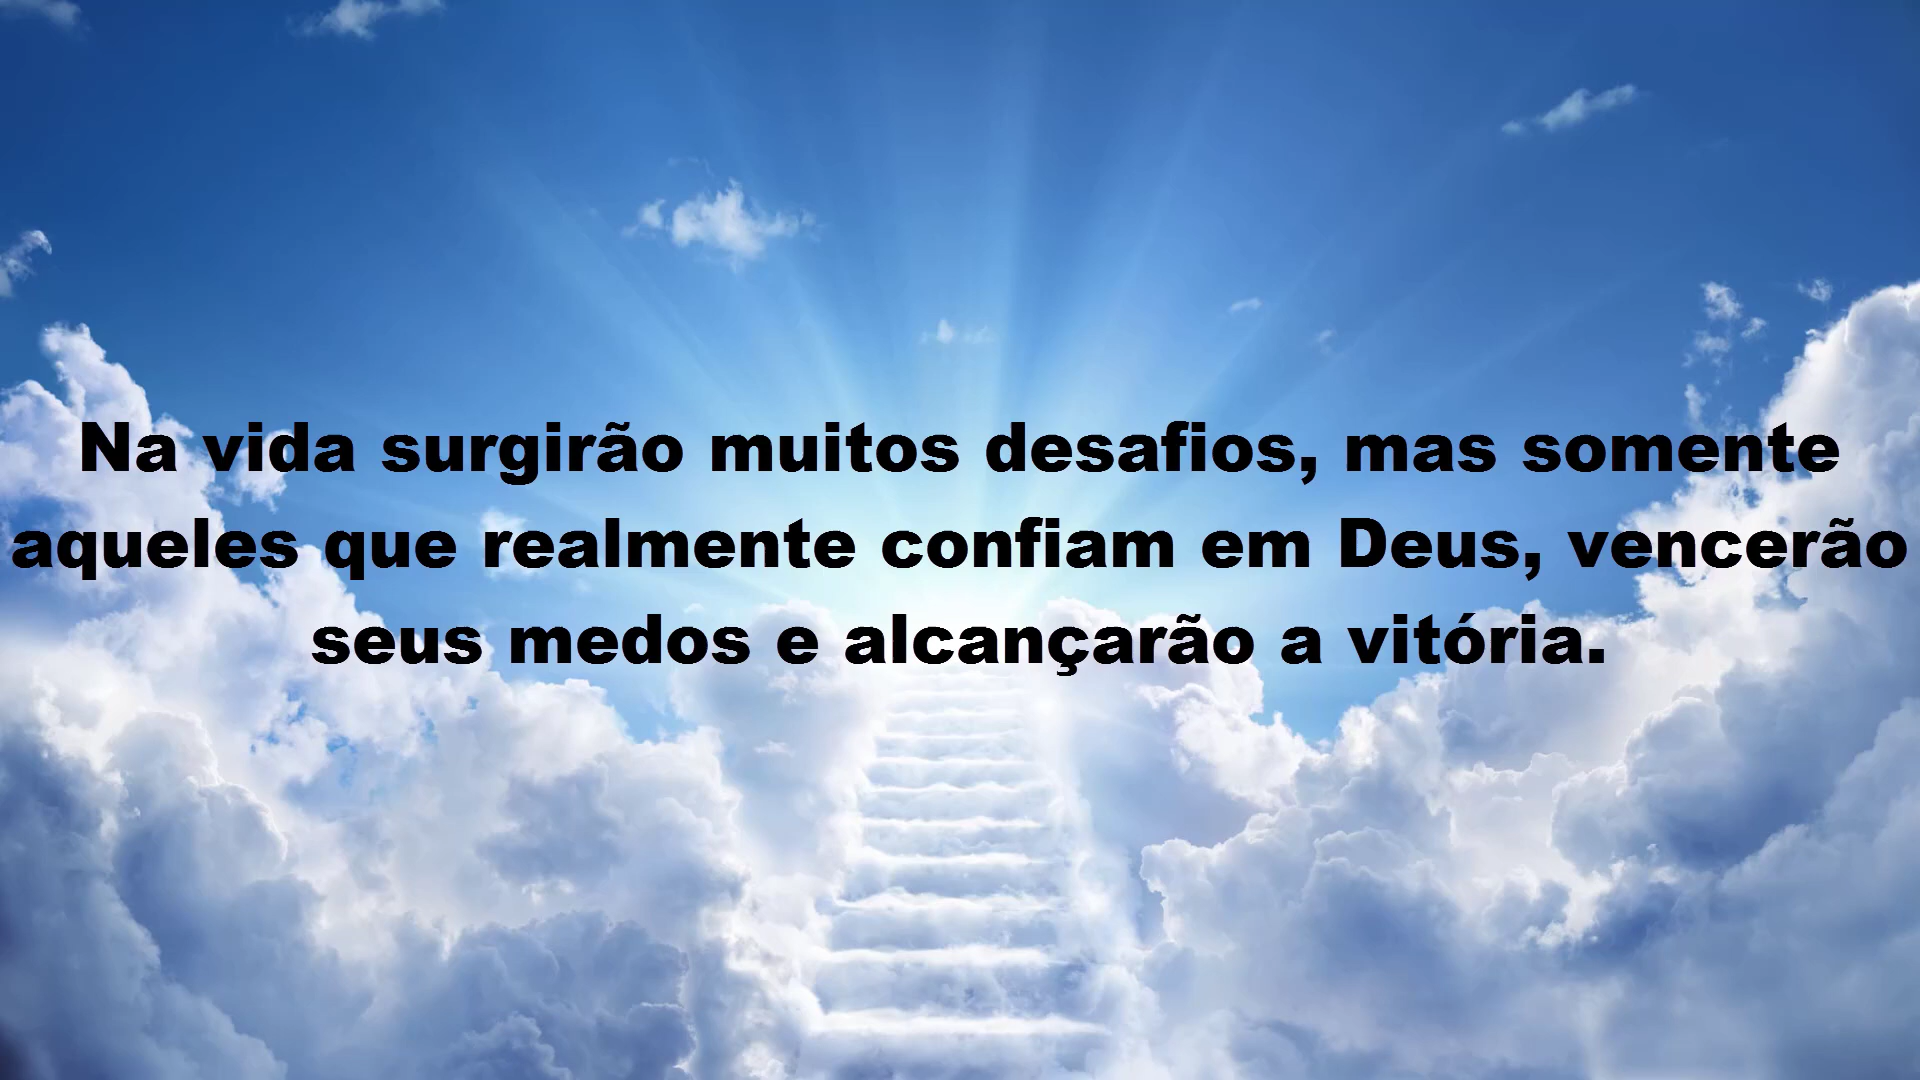 Na vida surgirão muitos desafios, mas somente
aqueles que realmente confiam em Deus, vencerão
seus medos e alcançarão a vitória.